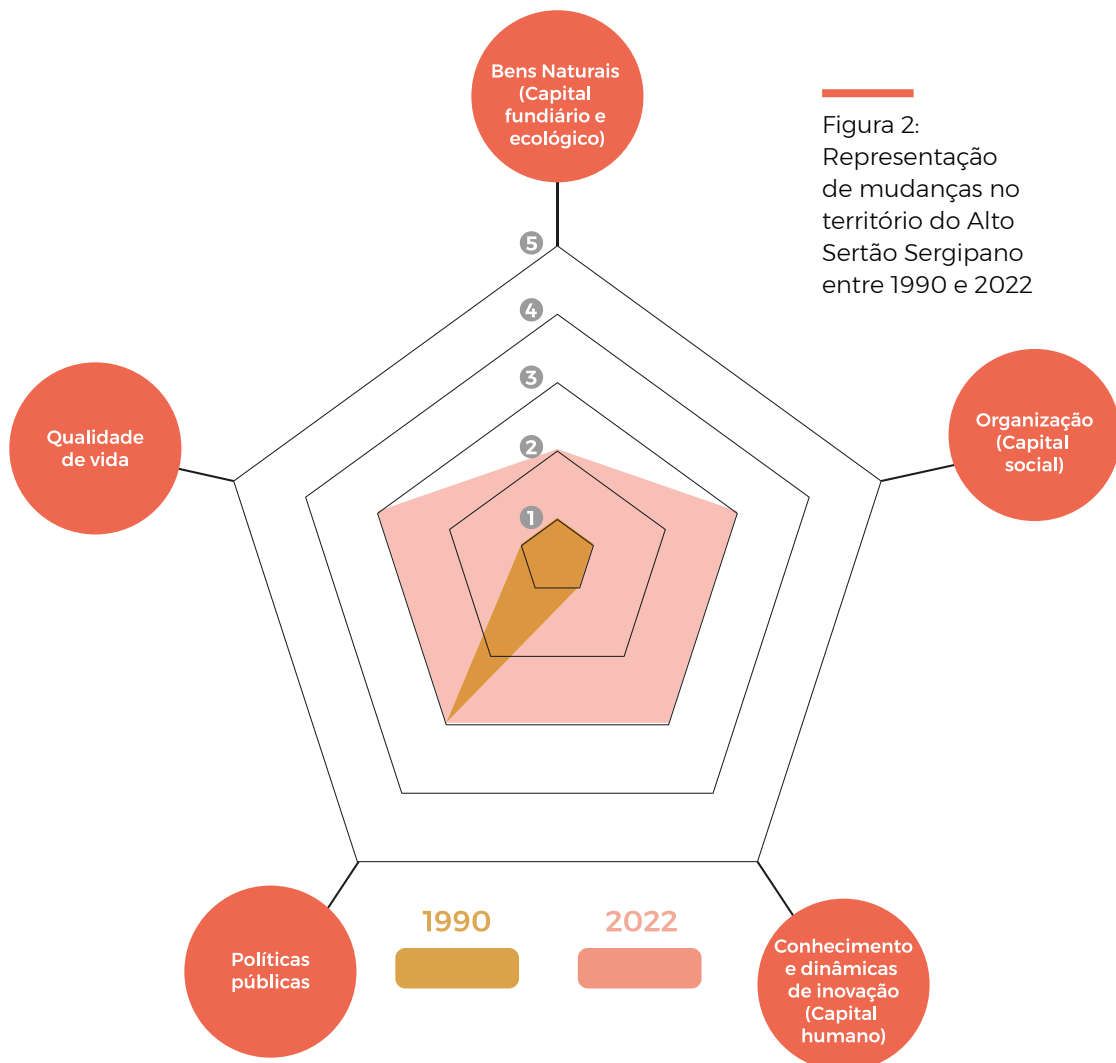 Bens Naturais
(Capital
fundiário e
ecológico)
Figura 2:
Representação
de mudanças no
território do Alto
Sertão Sergipano
entre 1990 e 2022
5
4
3
2
1
Qualidade
de vida
Organização
(Capital
social)
Políticas
públicas
1990
2022
Conhecimento
e dinâmicas
de inovação
(Capital
humano)